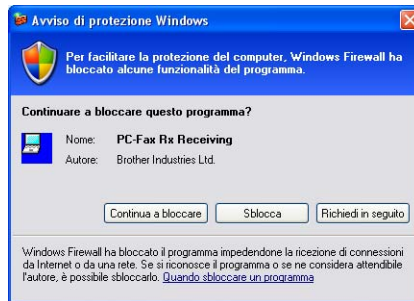 Avviso di protezione Windows
Per facilitare la protezione del computer, Windows Firewall ha
bloccato alcune funzionalità del programma.
Continuare a bloccare questo programma?
Nome: PC-Fax Rx Receiving
Autore: Brother Industries Ltd.
Continua a bloccare Sblocca Richiedi in seguito
Windows Firewall ha bloccato il programma impedendone la ricezione di connessioni
da Internet o da una rete. Se si riconosce il programma o se ne considera attendibile
l'autore, è possibile sbloccarlo. Quando sbloccare un programma